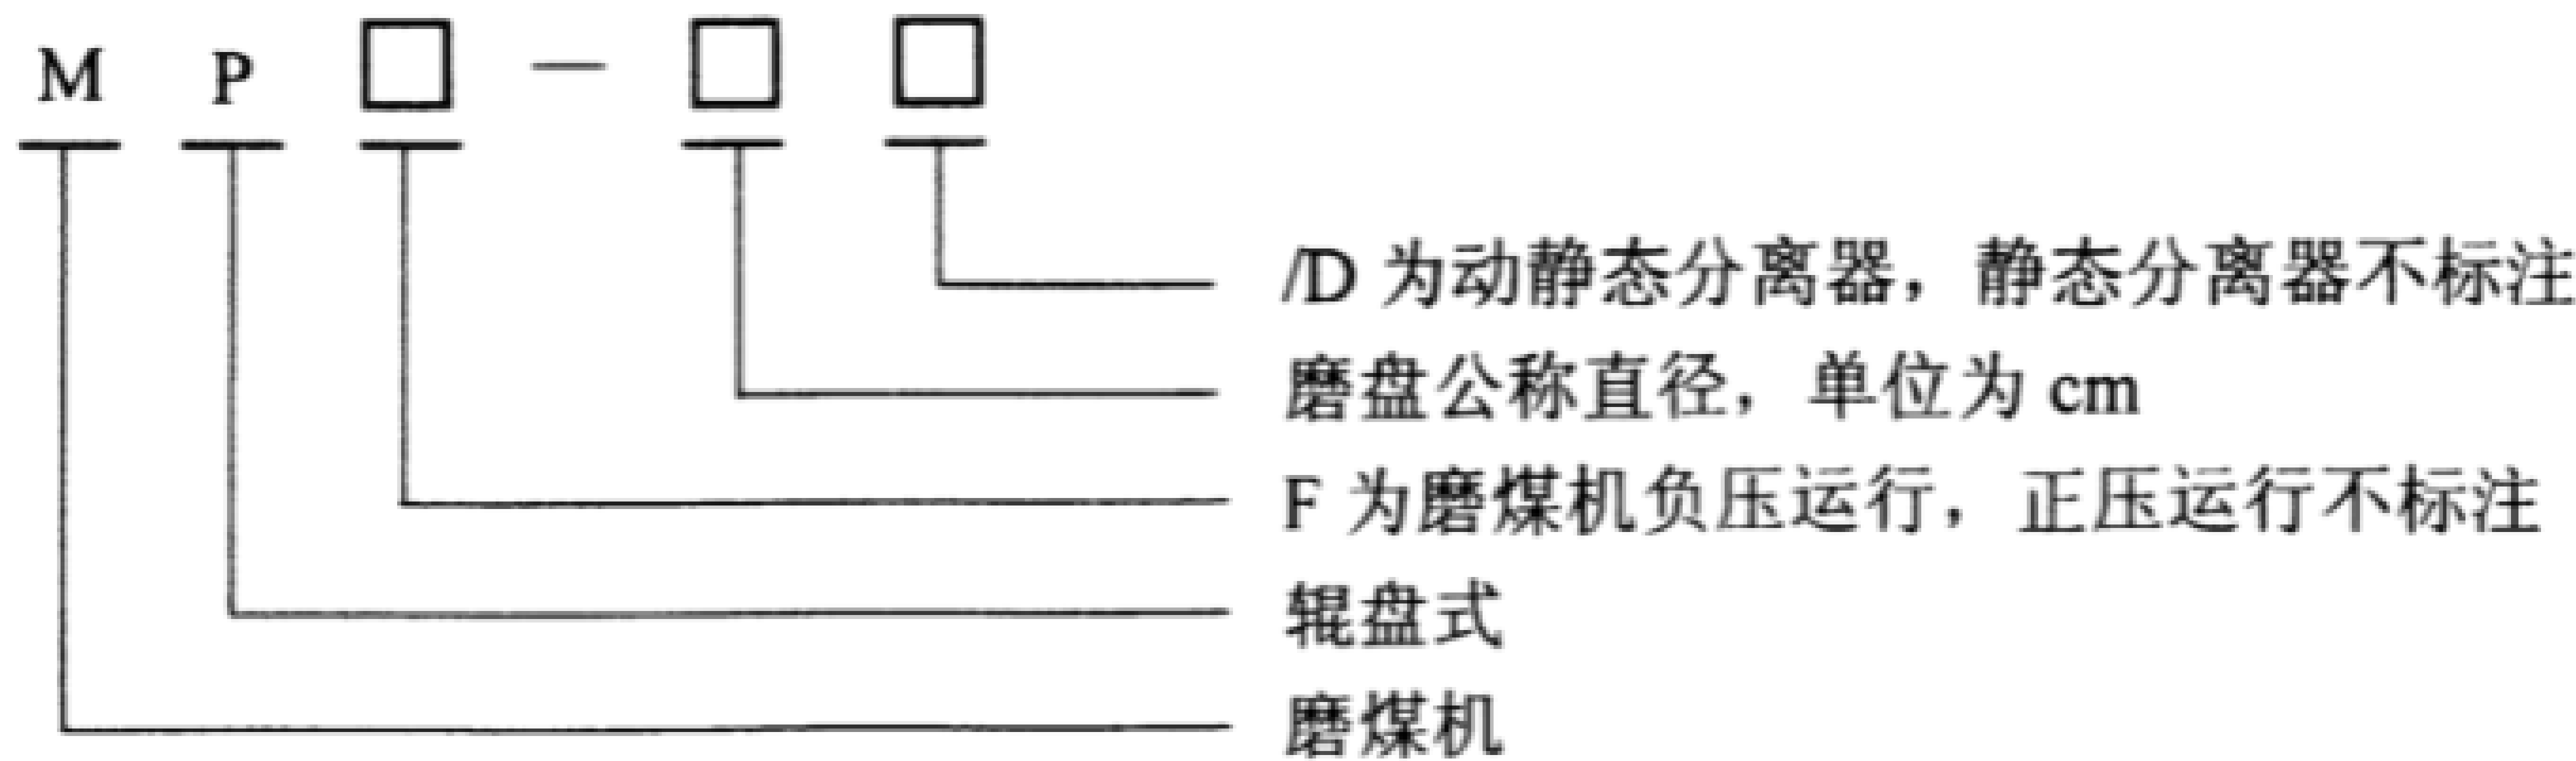 M P □ — □ □
/D 为动静态分离器，静态分离器不标注
磨盘公称直径，单位为 cm
F 为磨煤机负压运行，正压运行不标注
辊盘式
磨煤机